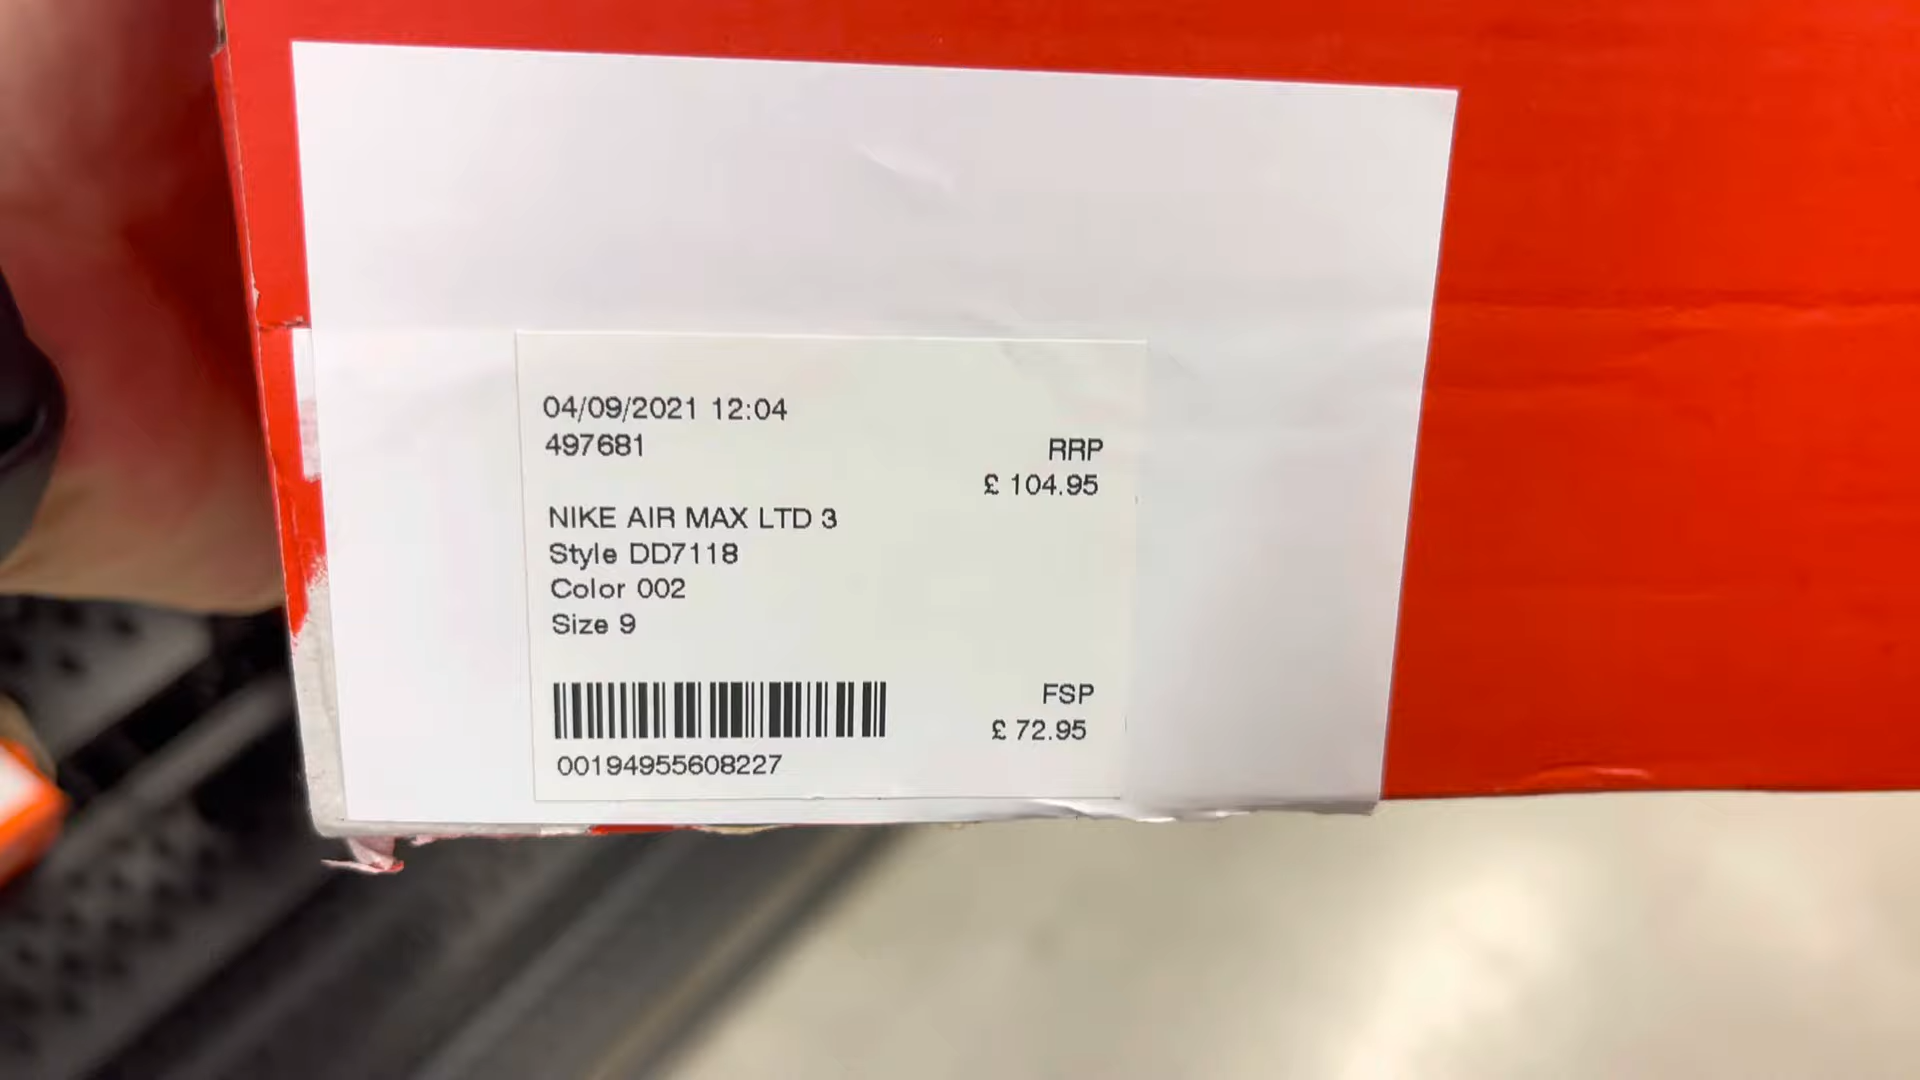 04/09/2021 12:04
497681
RRP
£ 104.95
NIKE AIR MAX LTD 3
Style DD7118
Color 002
Size 9
FSP
£ 72.95
00194955608227